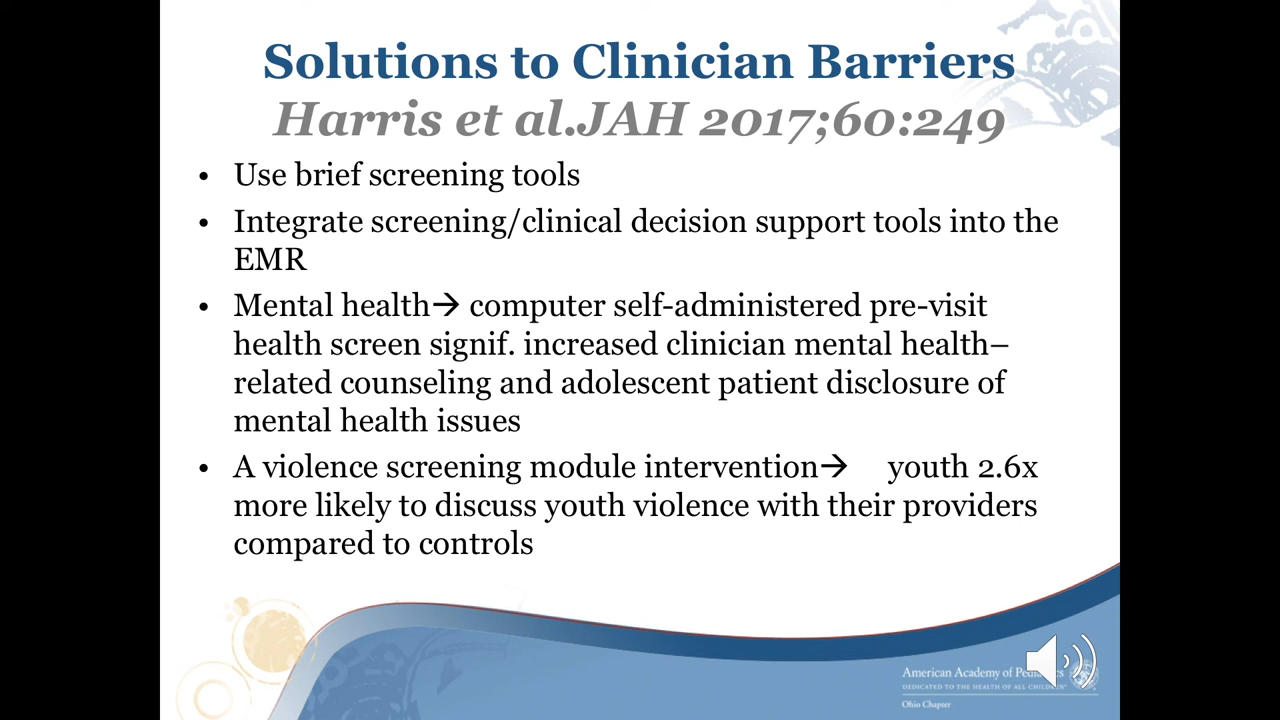 Solutions to Clinician Barriers
Harris et al.JAH 2017;60:249
• Use brief screening tools
• Integrate screening/clinical decision support tools into the
EMR
• Mental health→ computer self-administered pre-visit
health screen signif. increased clinician mental health–
related counseling and adolescent patient disclosure of
mental health issues
• A violence screening module intervention→ youth 2.6x
more likely to discuss youth violence with their providers
compared to controls
American Academy of
DEDICATED TO THE HEALTH OF ALL CHILDREN
Ohio Chapter